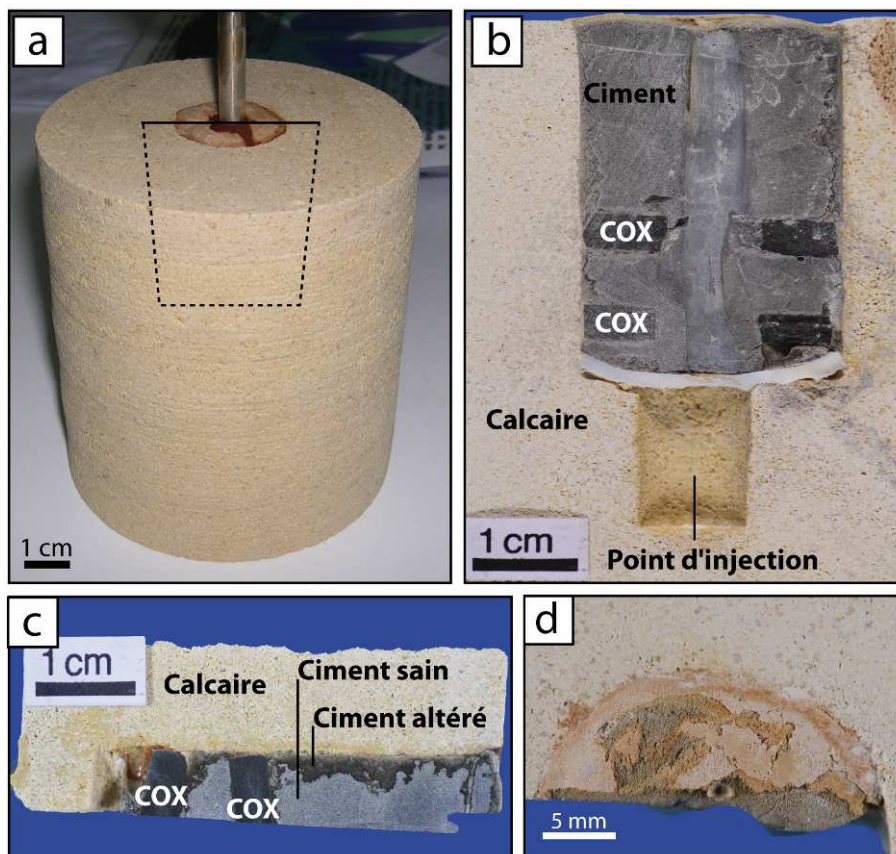 a
1 cm
b
Ciment
COX
COX
Calcaire
1 cm
Point d'injection
c
1 cm
Calcaire
Ciment sain
Ciment altéré
COX
COX
d
5 mm